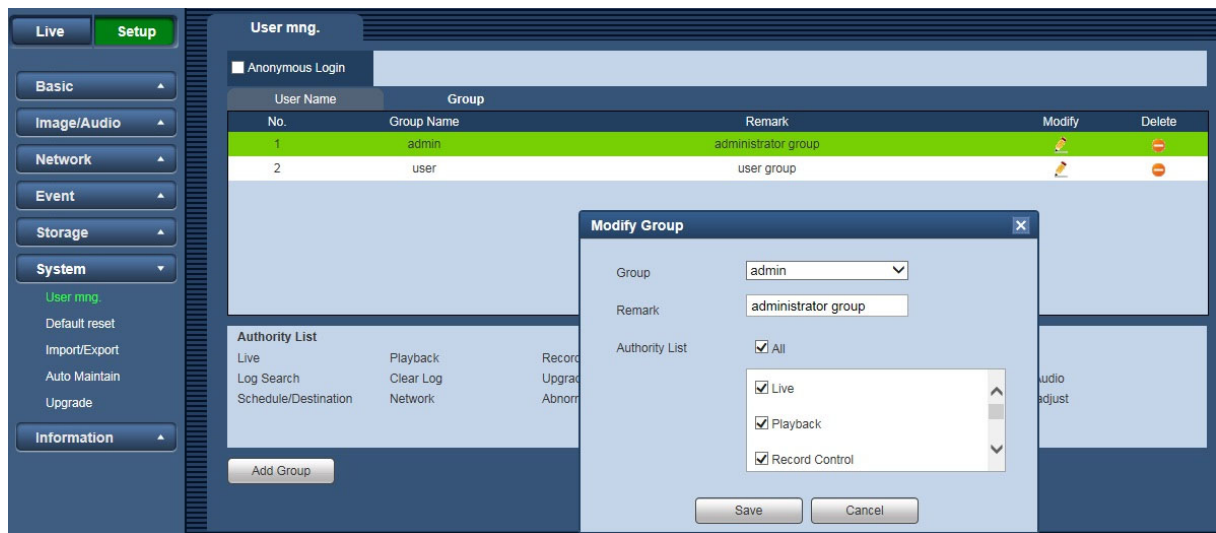 Live Setup
User mng.
Anonymous Login
Basic
Image/Audio
Network
Event
Storage
System
User mng.
Default reset
Import/Export
Auto Maintain
Upgrade
Information
User Name Group
No. Group Name Remark Modify Delete
1 admin administrator group
2 user user group
Authority List
Live Playback
Log Search Clear Log
Schedule/Destination Network
Add Group
Modify Group
Group admin
Remark administrator group
Authority List All
Live
Playback
Record Control
Save Cancel